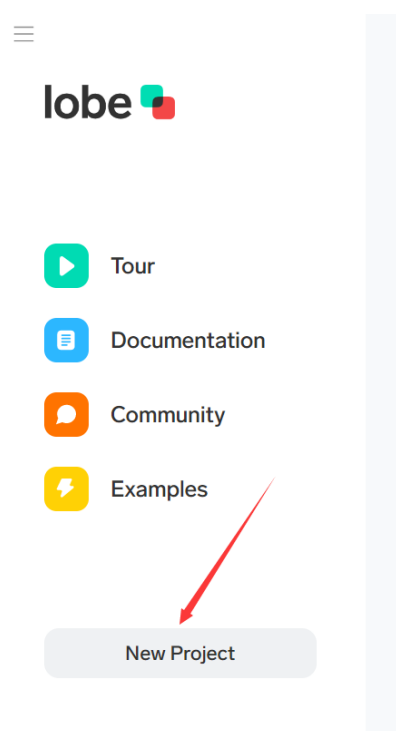 lobe
Tour
Documentation
Community
Examples
New Project